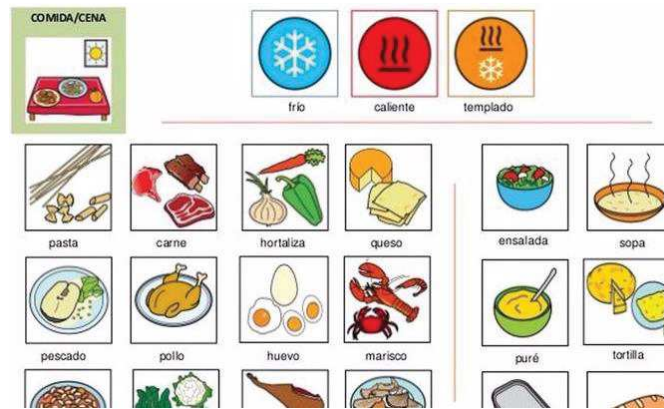 COMIDA/CENA
frío caliente templado
pasta carne hortaliza queso ensalada sopa
pescado pollo huevo marisco puré tortilla